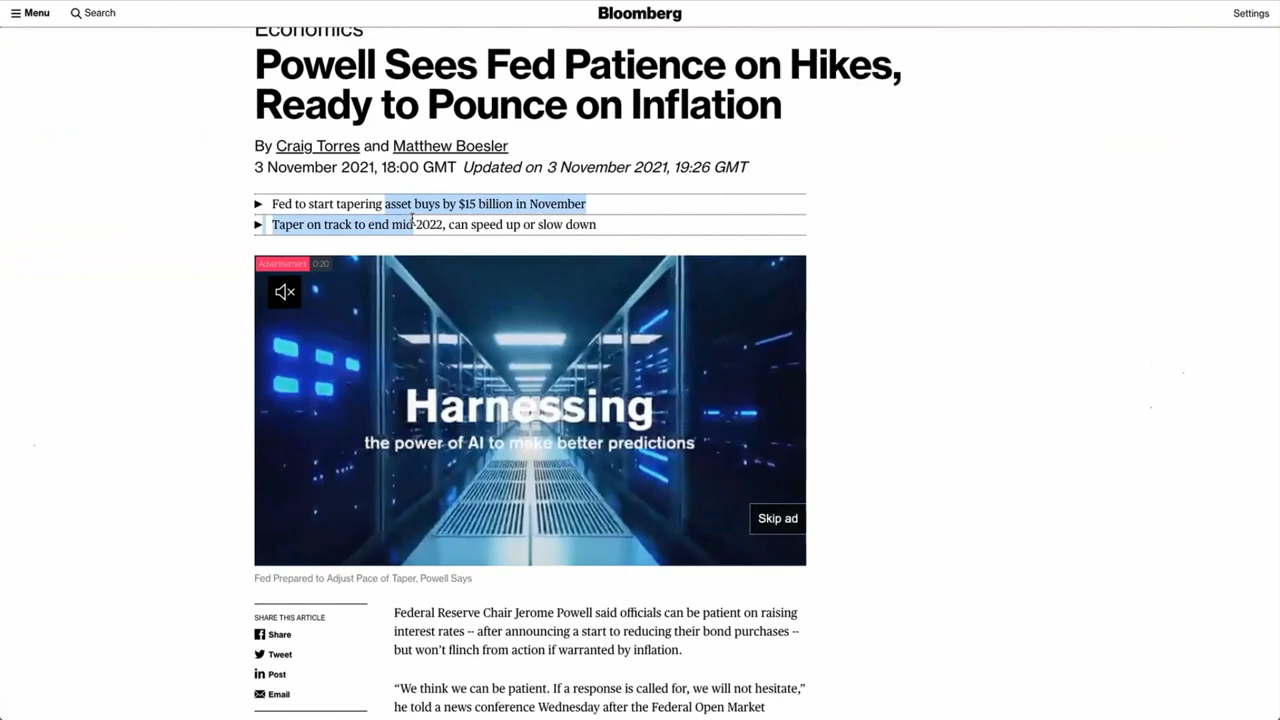 Menu
Search
Bloomberg
Settings
Economics
Powell Sees Fed Patience on Hikes,
Ready to Pounce on Inflation
By Craig Torres and Matthew Boesler
3 November 2021, 18:00 GMT Updated on 3 November 2021, 19:26 GMT
Fed to start tapering asset buys by $15 billion in November
Taper on track to end mid-2022, can speed up or slow down
Advertisement 0:20
Harnessing
the power of AI to make better predictions
Skip ad
Fed Prepared to Adjust Pace of Taper, Powell Says
SHARE THIS ARTICLE
Share
Tweet
Post
Email
Federal Reserve Chair Jerome Powell said officials can be patient on raising
interest rates -- after announcing a start to reducing their bond purchases --
but won’t flinch from action if warranted by inflation.
“We think we can be patient. If a response is called for, we will not hesitate,”
he told a news conference Wednesday after the Federal Open Market